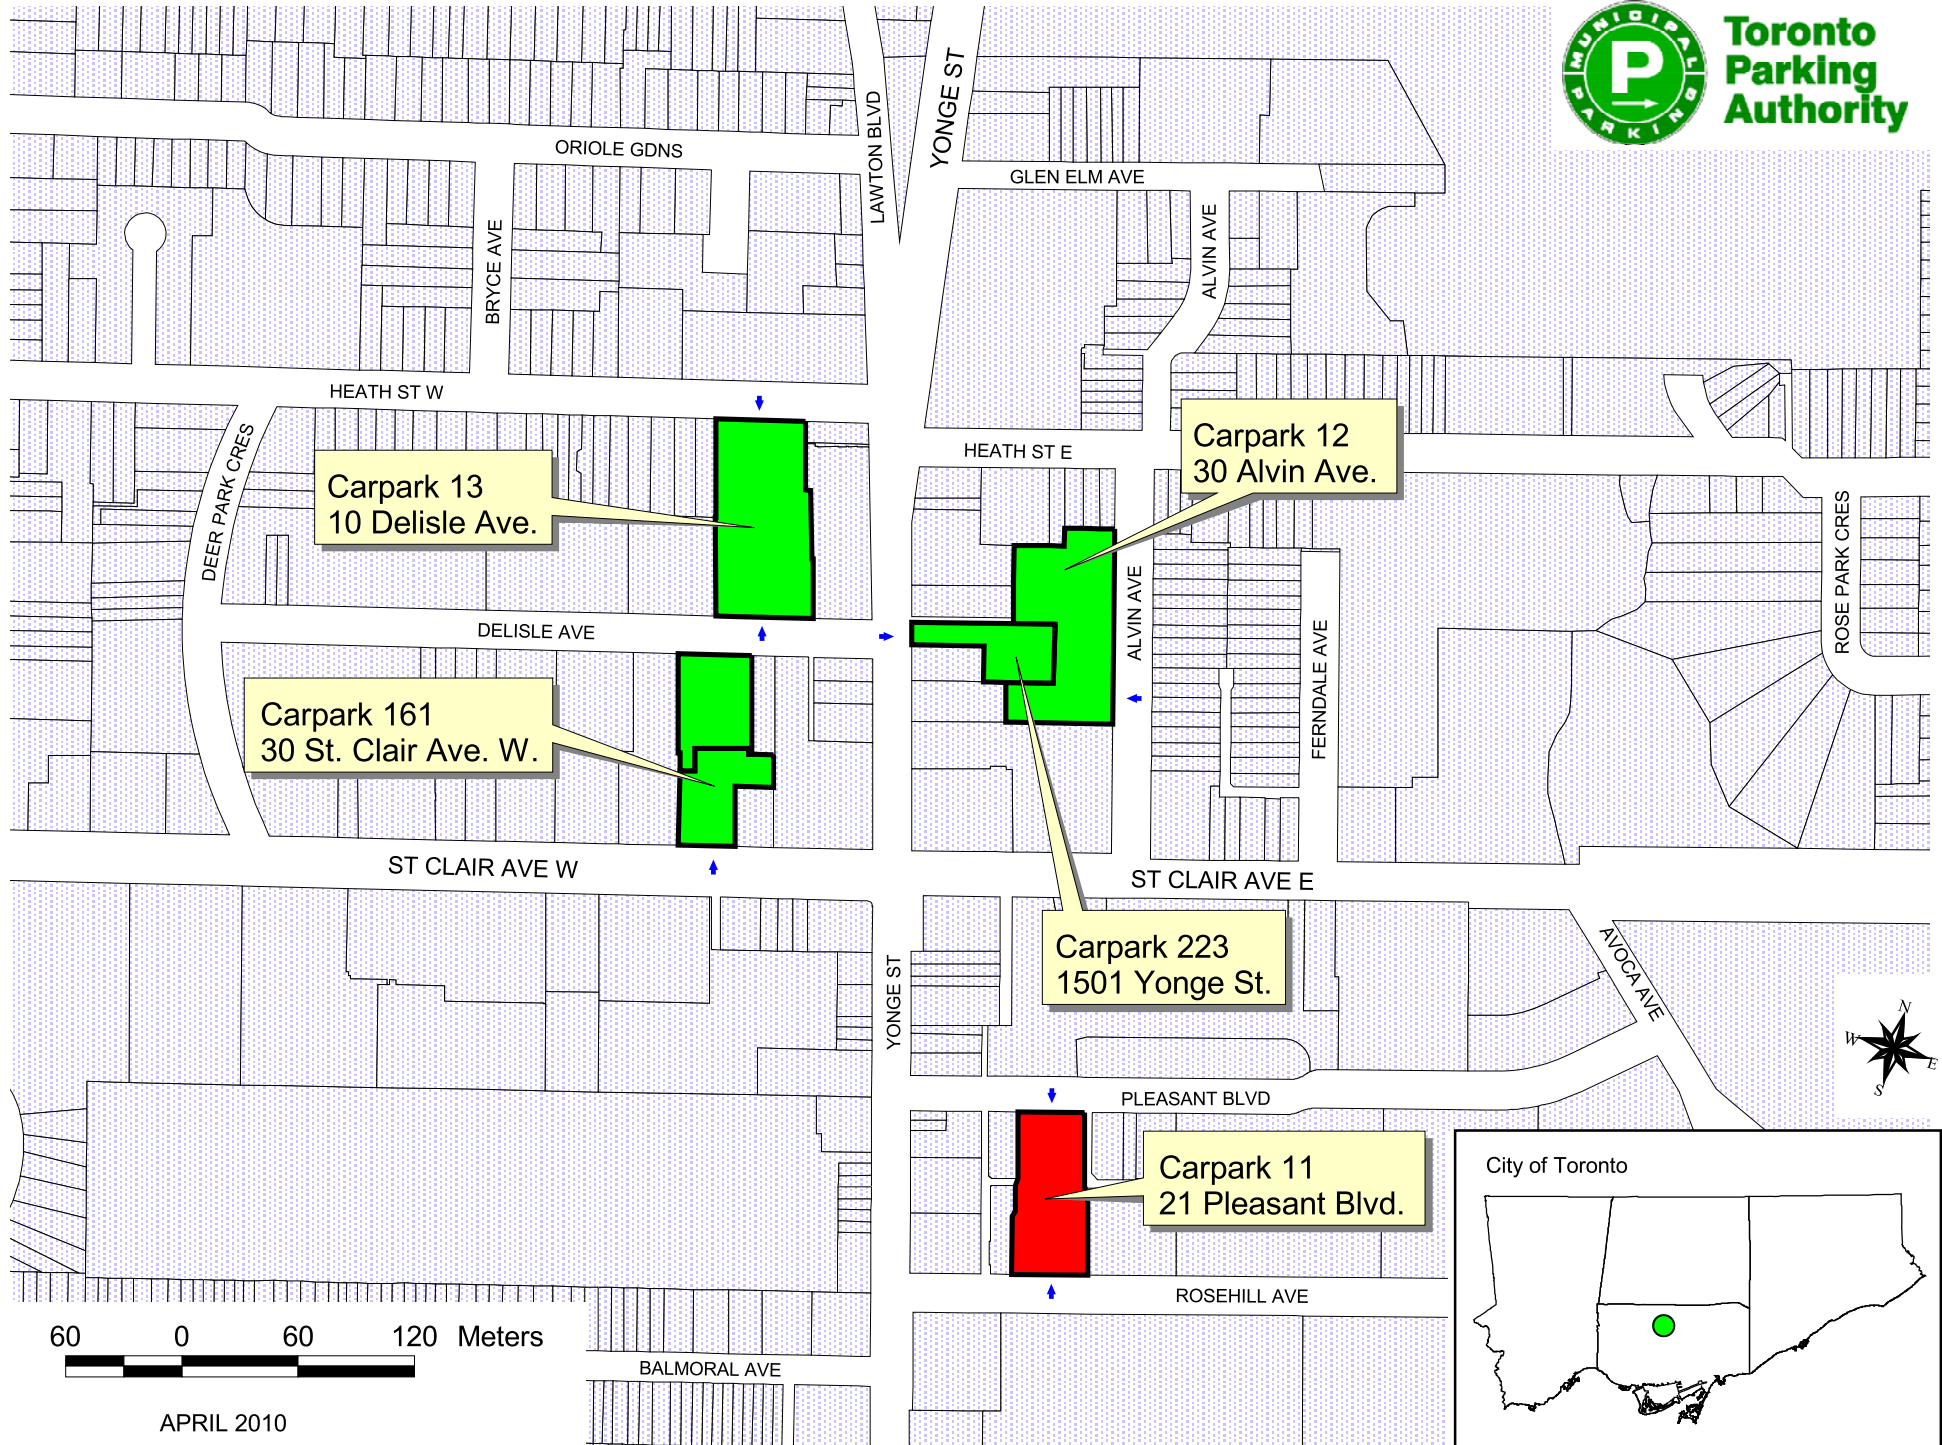 MUNICIPAL PARKING
P
Toronto
Parking
Authority
LAWTON BLVD
YONGE ST
ORIOLE GDNS
GLEN ELM AVE
BRYCE AVE
ALVIN AVE
HEATH ST W
HEATH ST E
DEER PARK CRES
Carpark 13
10 Delisle Ave.
Carpark 12
30 Alvin Ave.
ROSE PARK CRES
ALVIN AVE
FERNDALE AVE
DELISLE AVE
Carpark 161
30 St. Clair Ave. W.
ST CLAIR AVE W
ST CLAIR AVE E
Carpark 223
1501 Yonge St.
YONGE ST
AVOCA AVE
N
W
E
S
PLEASANT BLVD
Carpark 11
21 Pleasant Blvd.
ROSEHILL AVE
City of Toronto
60 0 60 120 Meters
BALMORAL AVE
APRIL 2010